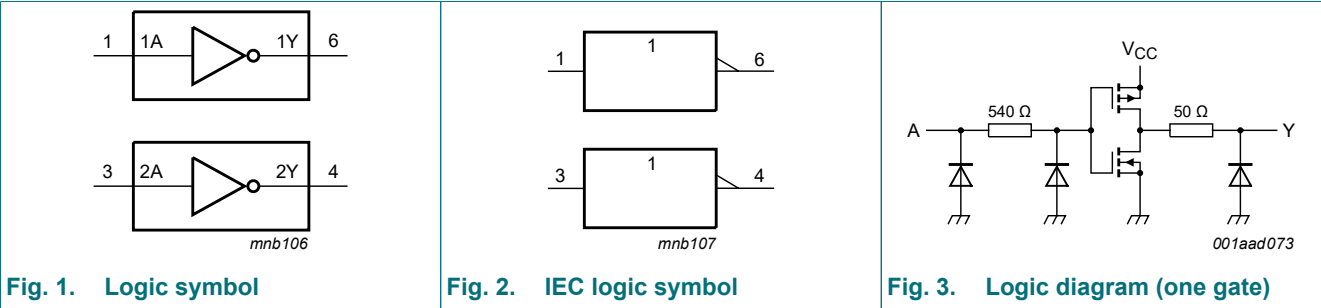 1 1A 1Y 6
3 2A 2Y 4
mnb106
Fig. 1. Logic symbol
1
1 6
1
3 4
mnb107
Fig. 2. IEC logic symbol
VCC
540 Ω 50 Ω
A Y
001aad073
Fig. 3. Logic diagram (one gate)